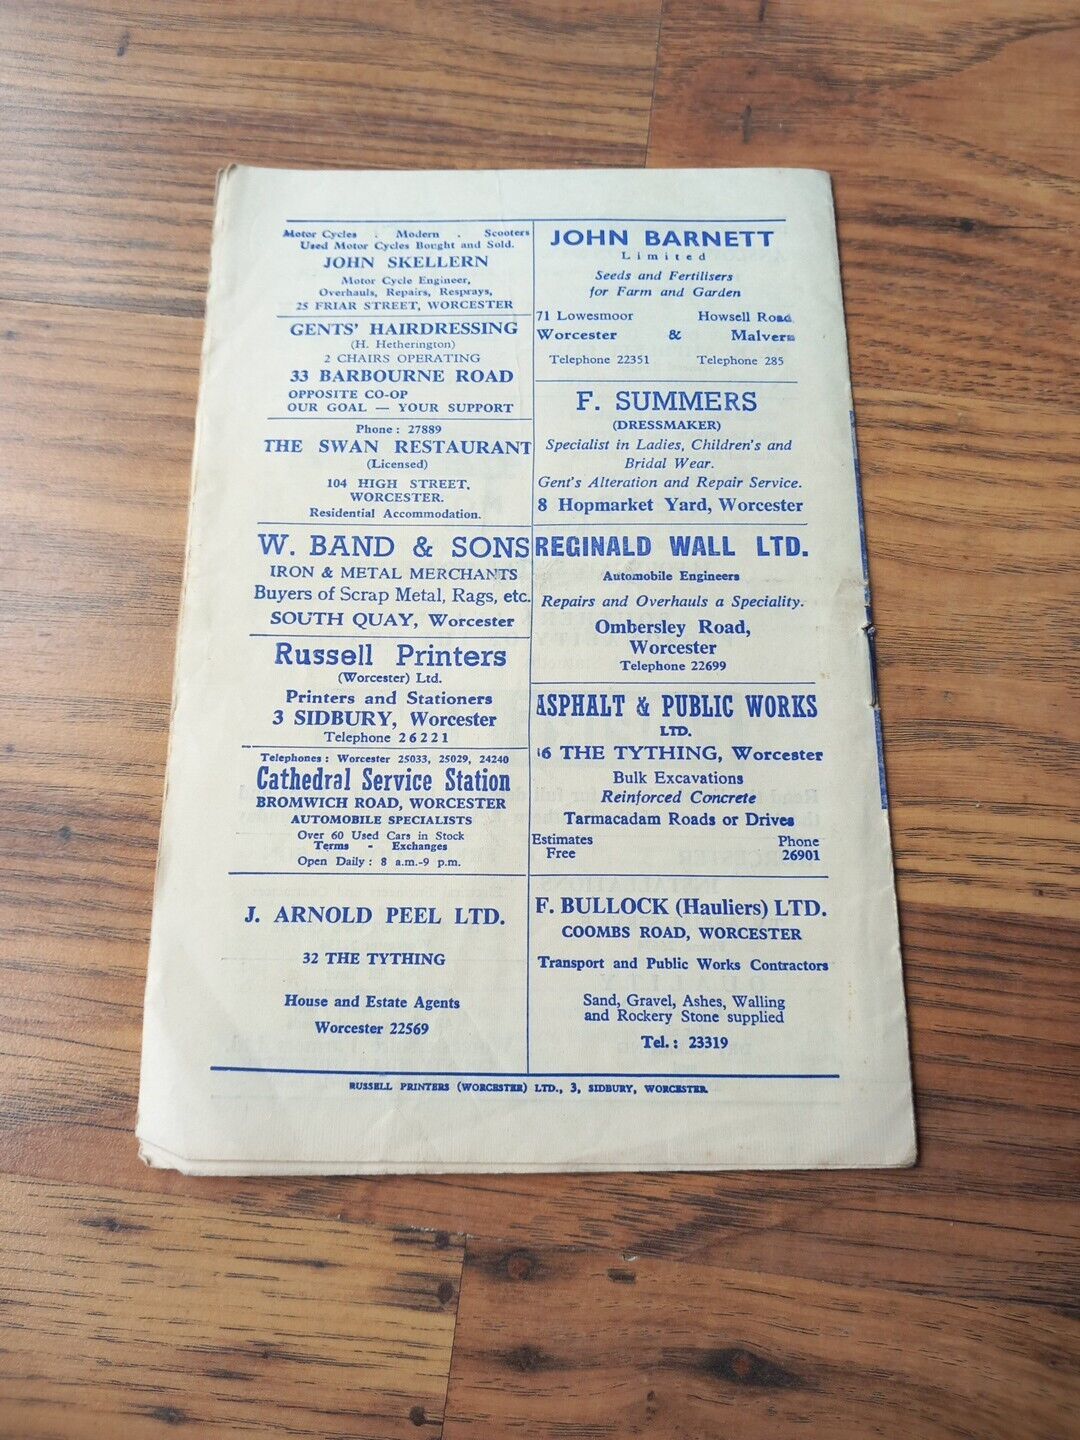 Motor Cycles . Modern . Scooters
Used Motor Cycles Bought and Sold.
JOHN SKELLERN
Motor Cycle Engineer,
Overhauls, Repairs, Resprays,
25 FRIAR STREET, WORCESTER
GENTS' HAIRDRESSING
(H. Hetherington)
2 CHAIRS OPERATING
33 BARBOURNE ROAD
OPPOSITE CO-OP
OUR GOAL — YOUR SUPPORT
Phone : 27889
THE SWAN RESTAURANT
(Licensed)
104 HIGH STREET,
WORCESTER.
Residential Accommodation.
W. BAND & SONS
IRON & METAL MERCHANTS
Buyers of Scrap Metal, Rags, etc.
SOUTH QUAY, Worcester
Russell Printers
(Worcester) Ltd.
Printers and Stationers
3 SIDBURY, Worcester
Telephone 26221
Telephones : Worcester 25033, 25029, 24240
Cathedral Service Station
BROMWICH ROAD, WORCESTER
AUTOMOBILE SPECIALISTS
Over 60 Used Cars in Stock
Terms - Exchanges
Open Daily : 8 a.m.-9 p.m.
J. ARNOLD PEEL LTD.
32 THE TYTHING
House and Estate Agents
Worcester 22569
JOHN BARNETT
Limited
Seeds and Fertilisers
for Farm and Garden
71 Lowesmoor Howsell Road,
Worcester & Malvern
Telephone 22351 Telephone 285
F. SUMMERS
(DRESSMAKER)
Specialist in Ladies, Children's and
Bridal Wear.
Gent's Alteration and Repair Service.
8 Hopmarket Yard, Worcester
REGINALD WALL LTD.
Automobile Engineers
Repairs and Overhauls a Speciality.
Ombersley Road,
Worcester
Telephone 22699
ASPHALT & PUBLIC WORKS
LTD.
6 THE TYTHING, Worcester
Bulk Excavations
Reinforced Concrete
Tarmacadam Roads or Drives
Estimates Phone
Free 26901
F. BULLOCK (Hauliers) LTD.
COOMBS ROAD, WORCESTER
Transport and Public Works Contractors
Sand, Gravel, Ashes, Walling
and Rockery Stone supplied
Tel. : 23319
RUSSELL PRINTERS (WORCESTER) LTD., 3, SIDBURY, WORCESTER.